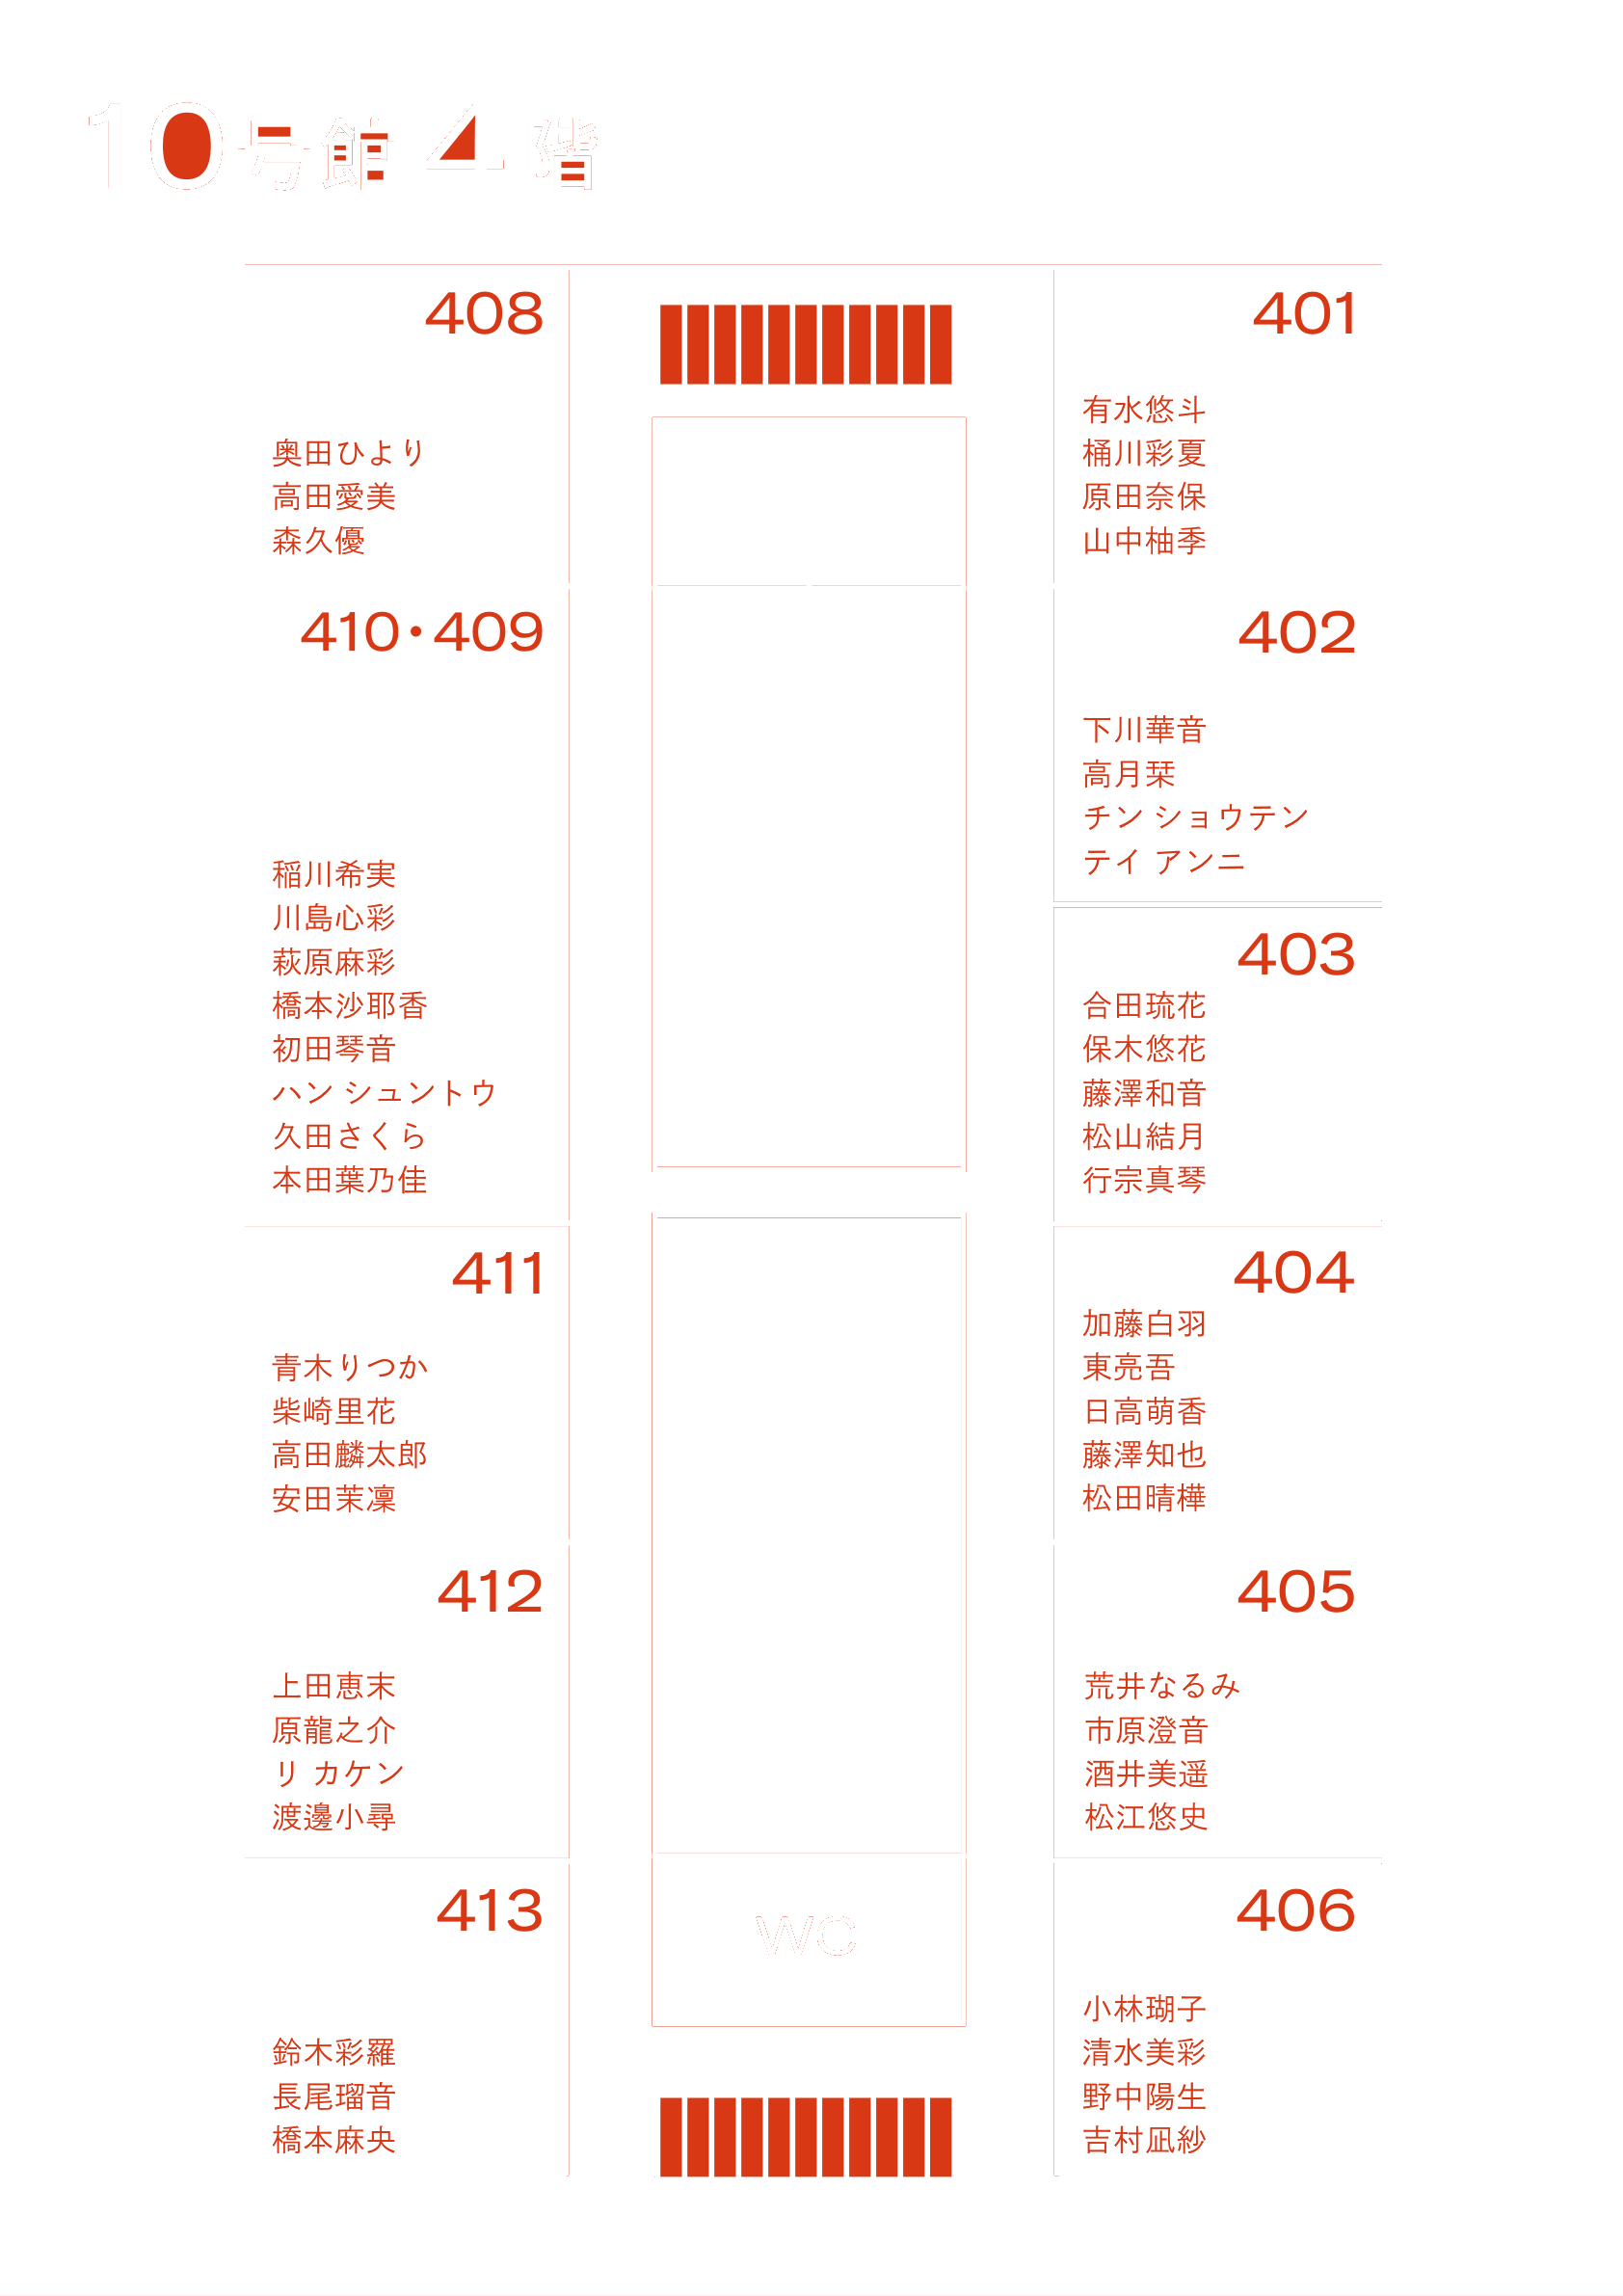 10号館 4階
408
奥田ひより
高田愛美
森久優
410・409
稲川希実
川島心彩
萩原麻彩
橋本沙耶香
初田琴音
ハン シュントウ
久田さくら
本田葉乃佳
411
青木りつか
柴崎里花
高田麟太郎
安田茉凜
412
上田恵末
原龍之介
リ カケン
渡邊小尋
413
鈴木彩羅
長尾瑠音
橋本麻央
WC
401
有水悠斗
桶川彩夏
原田奈保
山中柚季
402
下川華音
高月栞
チン ショウテン
テイ アンニ
403
合田琉花
保木悠花
藤澤和音
松山結月
行宗真琴
404
加藤白羽
東亮吾
日高萌香
藤澤知也
松田晴樺
405
荒井なるみ
市原澄音
酒井美遥
松江悠史
406
小林瑚子
清水美彩
野中陽生
吉村凪紗